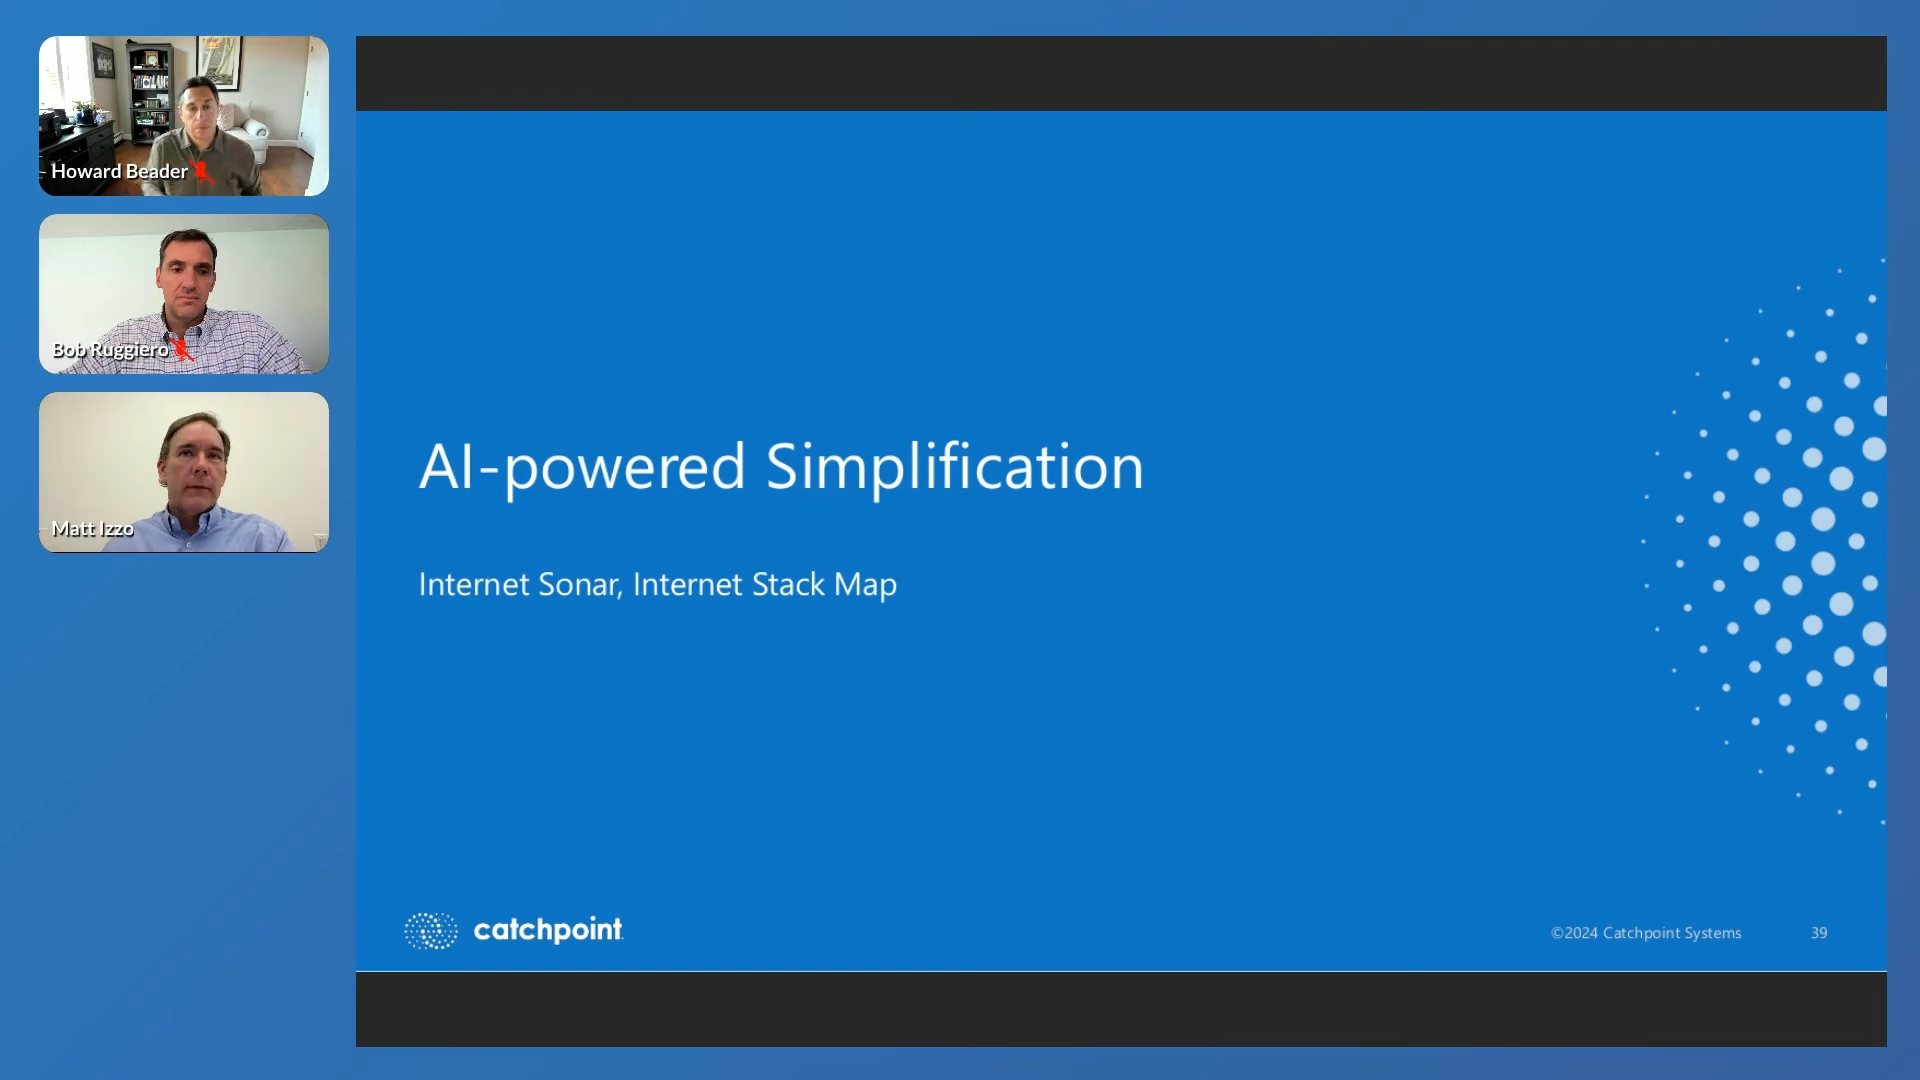 Howard Beader
Bob Ruggiero
Matt Izzo
AI-powered Simplification
Internet Sonar, Internet Stack Map
catchpoint
©2024 Catchpoint Systems
39